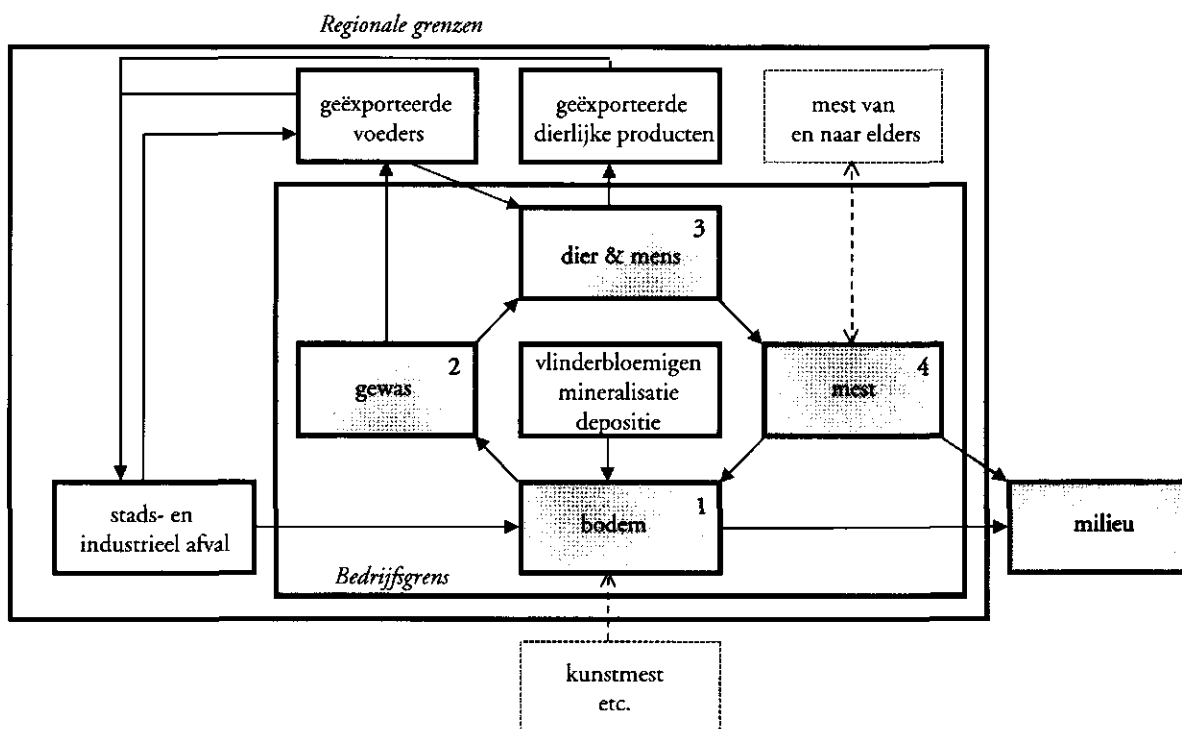 Regionale grenzen
geëxporteerde
voeders
geëxporteerde
dierlijke producten
mest van
en naar elders
3
dier & mens
2
gewas
vlinderbloemigen
mineralisatie
depositie
4
mest
stads- en
industrieel afval
1
bodem
milieu
Bedrijfsgrens
kunstmest
etc.